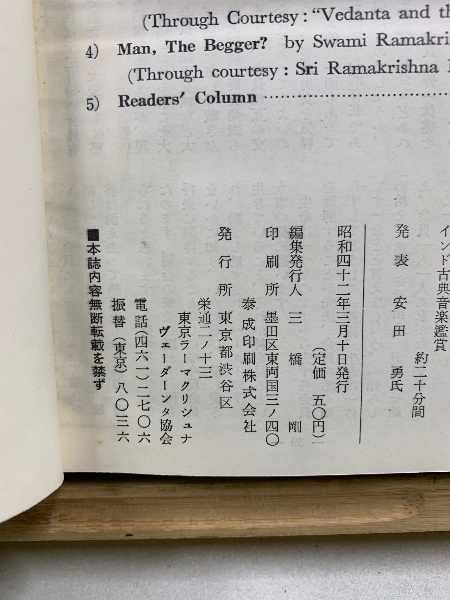 (Through Courtesy: "Vedanta and th
4) Man, The Begger? by Swami Ramakri
(Through courtesy: Sri Ramakrishna
5) Readers' Column
インド古典音楽鑑賞
約二十分間
発表 安田 勇氏
昭和四十二年三月十日発行
(定価 五〇円)
編集発行人 三橋 剛
印刷所 墨田区東両国三ノ四〇
泰成印刷株式会社
発行所 東京都渋谷区
栄通二ノ十三
東京ラーマクリシュナ
ヴェーダーンタ協会
電話(四六一)二七〇六
振替(東京)八〇三六
■本誌内容無断転載を禁ず